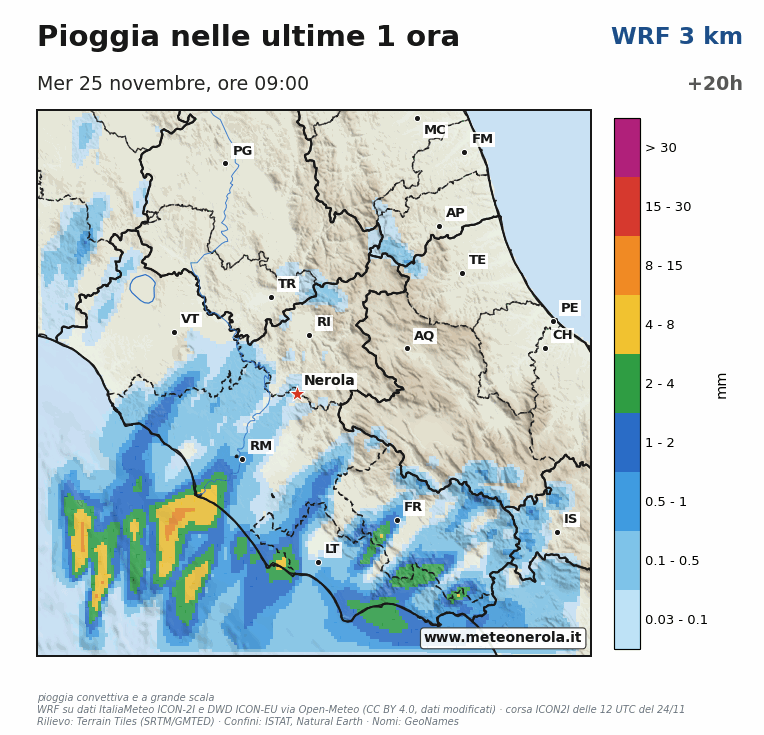 Pioggia nelle ultime 1 ora
WRF 3 km
Mer 25 novembre, ore 09:00
+20h
MC
FM
PG
AP
TE
TR
PE
VT
RI
AQ
CH
Nerola
RM
FR
IS
LT
www.meteonerola.it
> 30
15 - 30
8 - 15
4 - 8
2 - 4
1 - 2
0.5 - 1
0.1 - 0.5
0.03 - 0.1
mm
pioggia convettiva e a grande scala
WRF su dati ItaliaMeteo ICON-2I e DWD ICON-EU via Open-Meteo (CC BY 4.0, dati modificati) · corsa ICON2I delle 12 UTC del 24/11
Rilievo: Terrain Tiles (SRTM/GMTED) · Confini: ISTAT, Natural Earth · Nomi: GeoNames